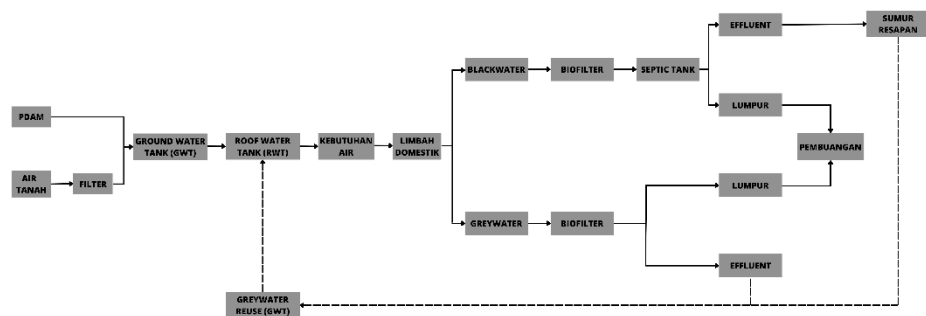 PDAM
AIR
TANAH
FILTER
GROUND WATER
TANK (GWT)
ROOF WATER
TANK (RWT)
KEBUTUHAN
AIR
LIMBAH
DOMESTIK
BLACKWATER
BIOFILTER
SEPTIC TANK
EFFLUENT
SUMUR
RESAPAN
LUMPUR
PEMBUANGAN
GREYWATER
BIOFILTER
LUMPUR
EFFLUENT
GREYWATER
REUSE (GWT)